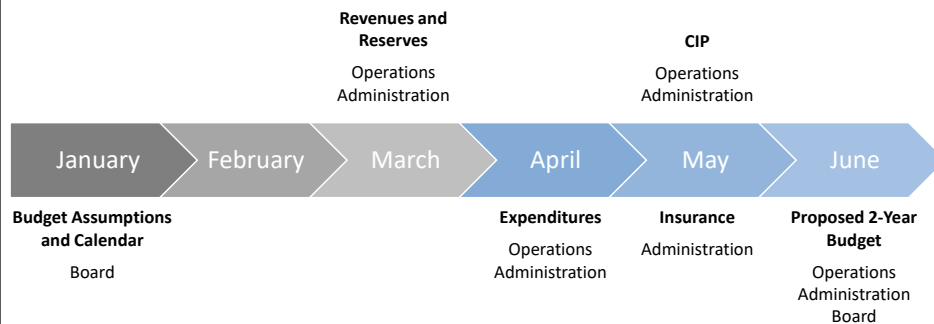 Revenues and
Reserves
Operations
Administration
CIP
Operations
Administration
January
February
March
April
May
June
Budget Assumptions
and Calendar
Board
Expenditures
Operations
Administration
Insurance
Administration
Proposed 2-Year
Budget
Operations
Administration
Board